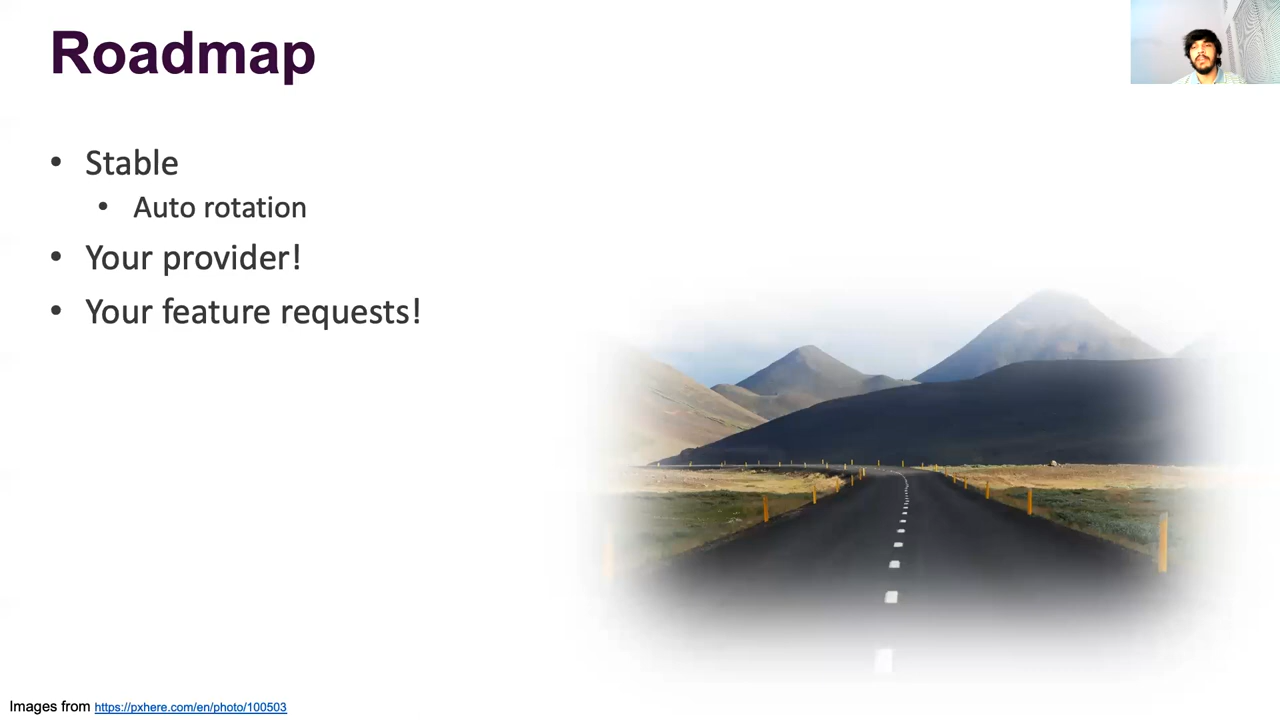 Roadmap
• Stable
• Auto rotation
• Your provider!
• Your feature requests!
Images from https://pxhere.com/en/photo/100503